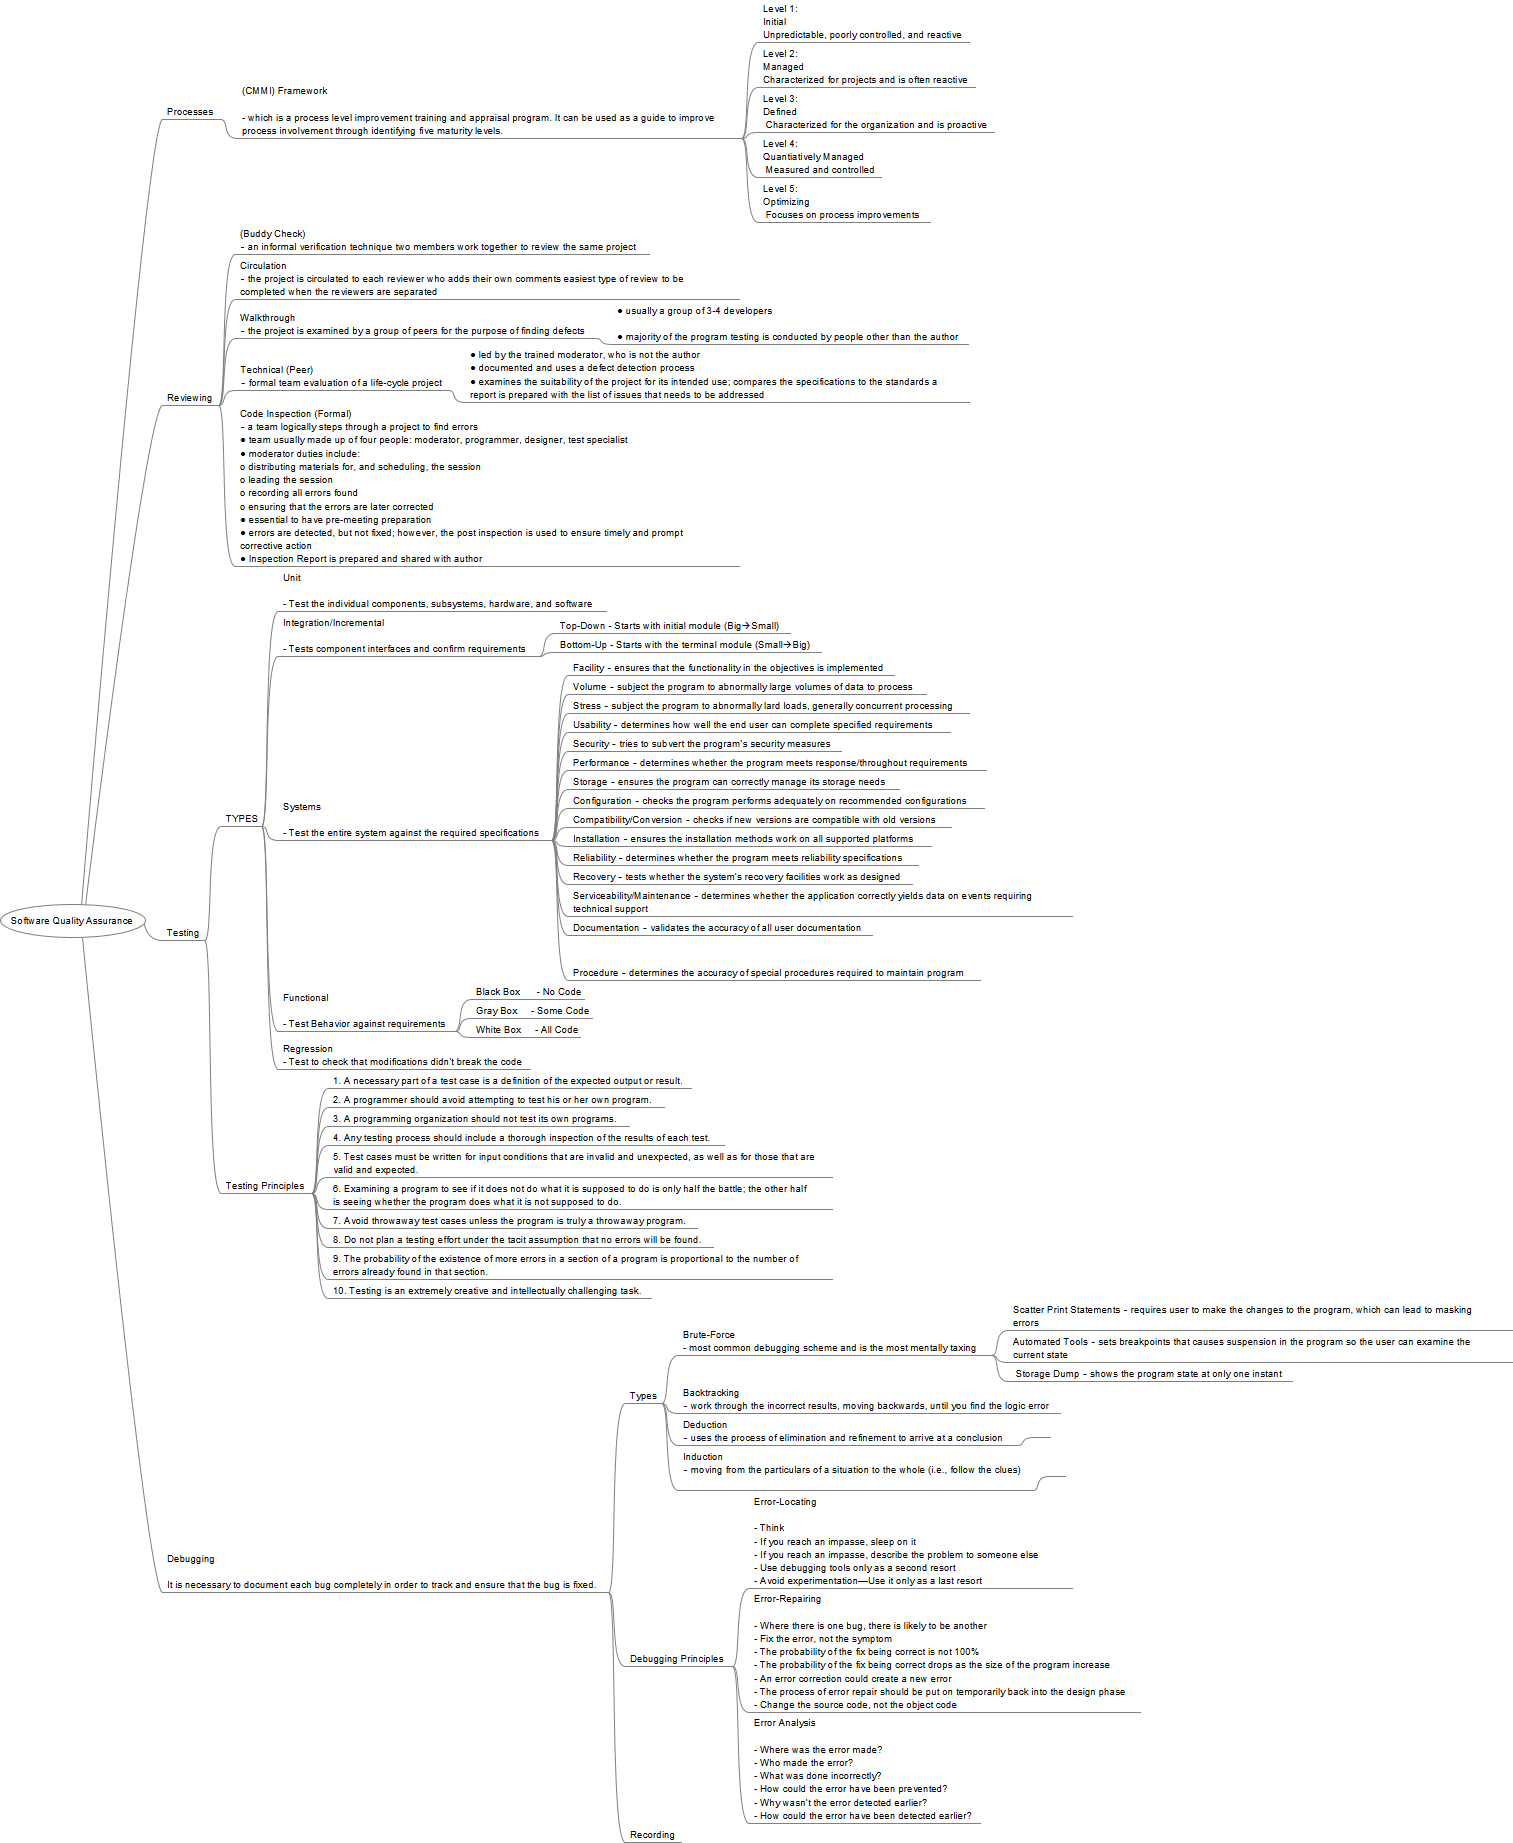 Level 1:
Initial
Unpredictable, poorly controlled, and reactive
Level 2:
Managed
Characterized for projects and is often reactive
Level 3:
Defined
Characterized for the organization and is proactive
Level 4:
Quantiatively Managed
Measured and controlled
Level 5:
Optimizing
Focuses on process improvements
(CMMI) Framework
- which is a process level improvement training and appraisal program. It can be used as a guide to improve
process involvement through identifying five maturity levels.
Processes
(Buddy Check)
- an informal verification technique two members work together to review the same project
Circulation
- the project is circulated to each reviewer who adds their own comments easiest type of review to be
completed when the reviewers are separated
Walkthrough
- the project is examined by a group of peers for the purpose of finding defects
● usually a group of 3-4 developers
● majority of the program testing is conducted by people other than the author
Technical (Peer)
- formal team evaluation of a life-cycle project
● led by the trained moderator, who is not the author
● documented and uses a defect detection process
● examines the suitability of the project for its intended use; compares the specifications to the standards a
report is prepared with the list of issues that needs to be addressed
Reviewing
Code Inspection (Formal)
- a team logically steps through a project to find errors
● team usually made up of four people: moderator, programmer, designer, test specialist
● moderator duties include:
o distributing materials for, and scheduling, the session
o leading the session
o recording all errors found
o ensuring that the errors are later corrected
● essential to have pre-meeting preparation
● errors are detected, but not fixed; however, the post inspection is used to ensure timely and prompt
corrective action
● Inspection Report is prepared and shared with author
Unit
- Test the individual components, subsystems, hardware, and software
Integration/Incremental
- Tests component interfaces and confirm requirements
Top-Down - Starts with initial module (Big→Small)
Bottom-Up - Starts with the terminal module (Small→Big)
Facility – ensures that the functionality in the objectives is implemented
Volume – subject the program to abnormally large volumes of data to process
Stress – subject the program to abnormally lard loads, generally concurrent processing
Usability – determines how well the end user can complete specified requirements
Security – tries to subvert the program's security measures
Performance – determines whether the program meets response/throughout requirements
Storage – ensures the program can correctly manage its storage needs
Configuration – checks the program performs adequately on recommended configurations
Compatibility/Conversion – checks if new versions are compatible with old versions
Installation – ensures the installation methods work on all supported platforms
Reliability – determines whether the program meets reliability specifications
Recovery – tests whether the system's recovery facilities work as designed
Serviceability/Maintenance – determines whether the application correctly yields data on events requiring
technical support
Documentation – validates the accuracy of all user documentation
Procedure – determines the accuracy of special procedures required to maintain program
Systems
- Test the entire system against the required specifications
TYPES
Software Quality Assurance
Testing
Functional
- Test Behavior against requirements
Black Box - No Code
Gray Box - Some Code
White Box - All Code
Regression
- Test to check that modifications didn't break the code
1. A necessary part of a test case is a definition of the expected output or result.
2. A programmer should avoid attempting to test his or her own program.
3. A programming organization should not test its own programs.
4. Any testing process should include a thorough inspection of the results of each test.
5. Test cases must be written for input conditions that are invalid and unexpected, as well as for those that are
valid and expected.
Testing Principles
6. Examining a program to see if it does not do what it is supposed to do is only half the battle; the other half
is seeing whether the program does what it is not supposed to do.
7. Avoid throwaway test cases unless the program is truly a throwaway program.
8. Do not plan a testing effort under the tacit assumption that no errors will be found.
9. The probability of the existence of more errors in a section of a program is proportional to the number of
errors already found in that section.
10. Testing is an extremely creative and intellectually challenging task.
Brute-Force
- most common debugging scheme and is the most mentally taxing
Scatter Print Statements – requires user to make the changes to the program, which can lead to masking
errors
Automated Tools – sets breakpoints that causes suspension in the program so the user can examine the
current state
Storage Dump – shows the program state at only one instant
Types
Backtracking
- work through the incorrect results, moving backwards, until you find the logic error
Deduction
- uses the process of elimination and refinement to arrive at a conclusion
Induction
- moving from the particulars of a situation to the whole (i.e., follow the clues)
Debugging
It is necessary to document each bug completely in order to track and ensure that the bug is fixed.
Error-Locating
- Think
- If you reach an impasse, sleep on it
- If you reach an impasse, describe the problem to someone else
- Use debugging tools only as a second resort
- Avoid experimentation—Use it only as a last resort
Error-Repairing
- Where there is one bug, there is likely to be another
- Fix the error, not the symptom
- The probability of the fix being correct is not 100%
- The probability of the fix being correct drops as the size of the program increase
- An error correction could create a new error
- The process of error repair should be put on temporarily back into the design phase
- Change the source code, not the object code
Debugging Principles
Error Analysis
- Where was the error made?
- Who made the error?
- What was done incorrectly?
- How could the error have been prevented?
- Why wasn't the error detected earlier?
- How could the error have been detected earlier?
Recording